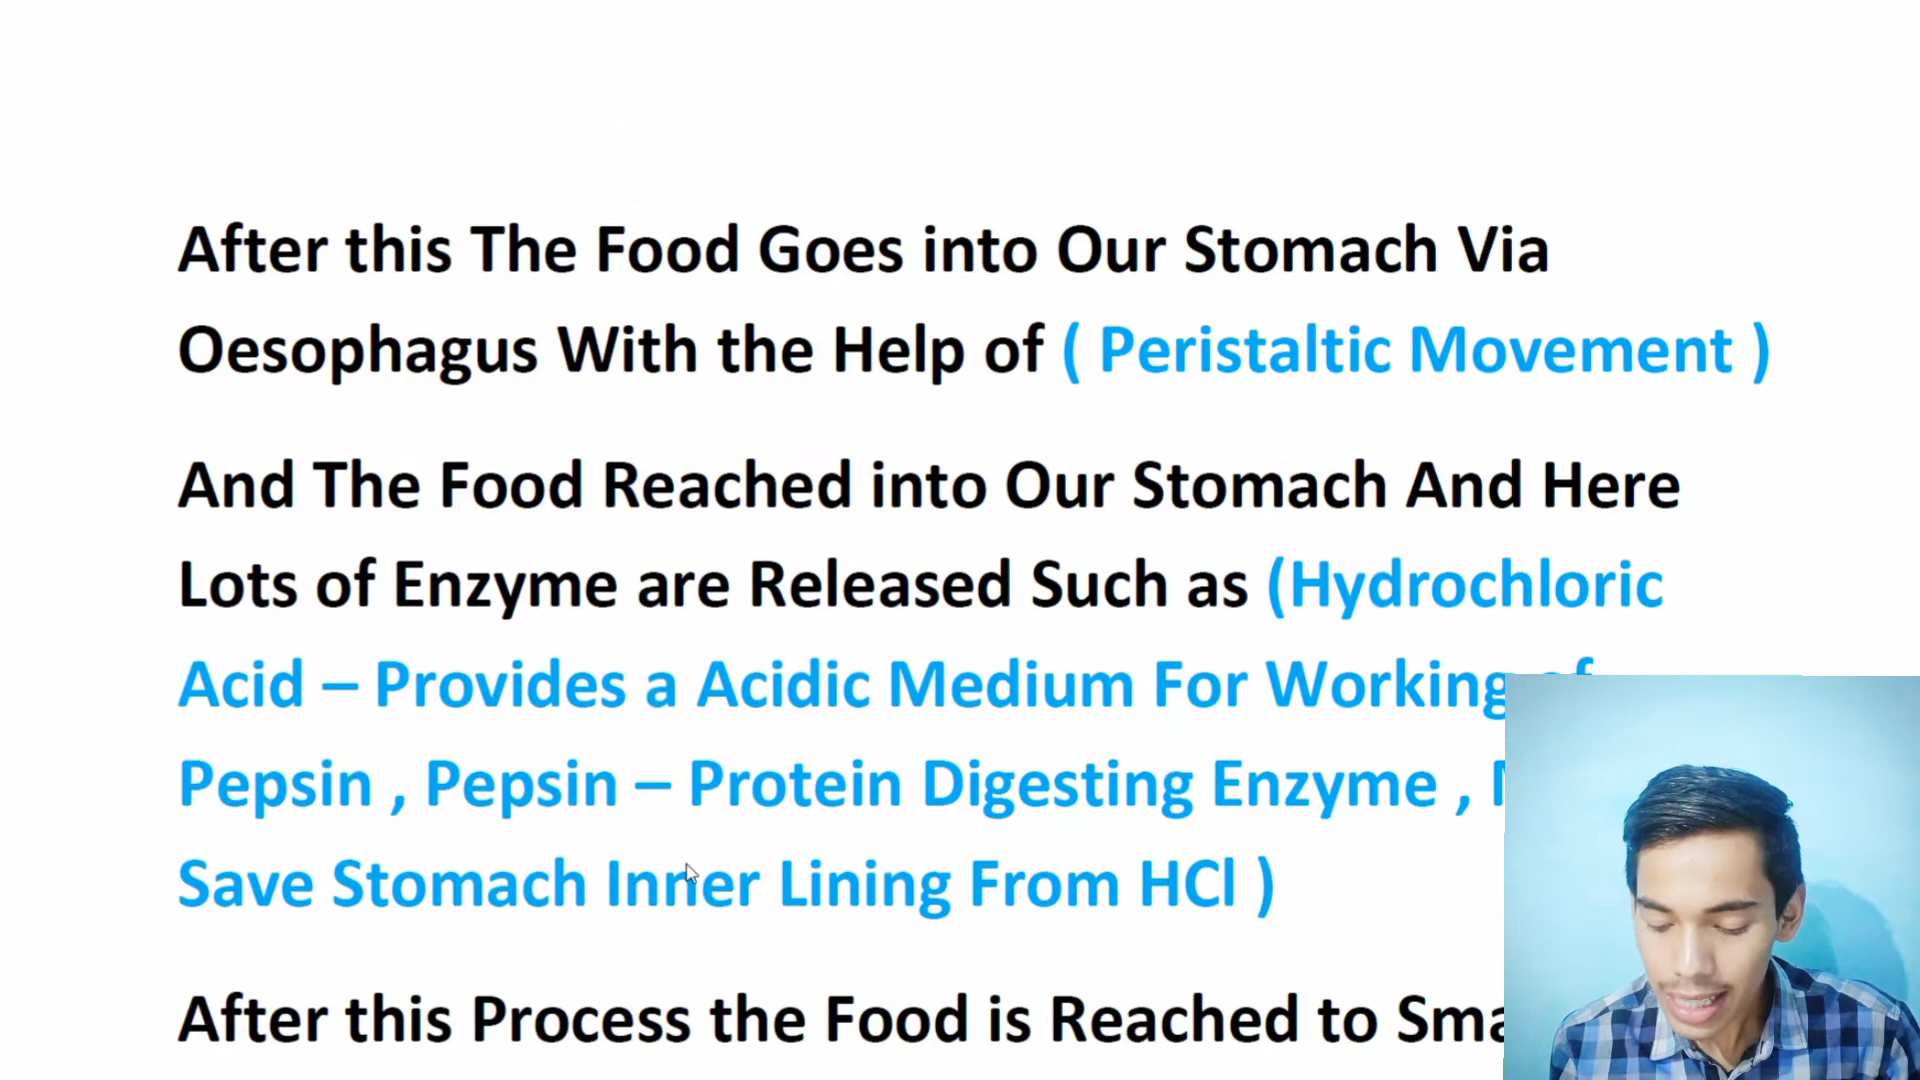 After this The Food Goes into Our Stomach Via
Oesophagus With the Help of ( Peristaltic Movement )
And The Food Reached into Our Stomach And Here
Lots of Enzyme are Released Such as (Hydrochloric
Acid – Provides a Acidic Medium For Working of
Pepsin , Pepsin – Protein Digesting Enzyme ,
Save Stomach Inner Lining From HCl )
After this Process the Food is Reached to